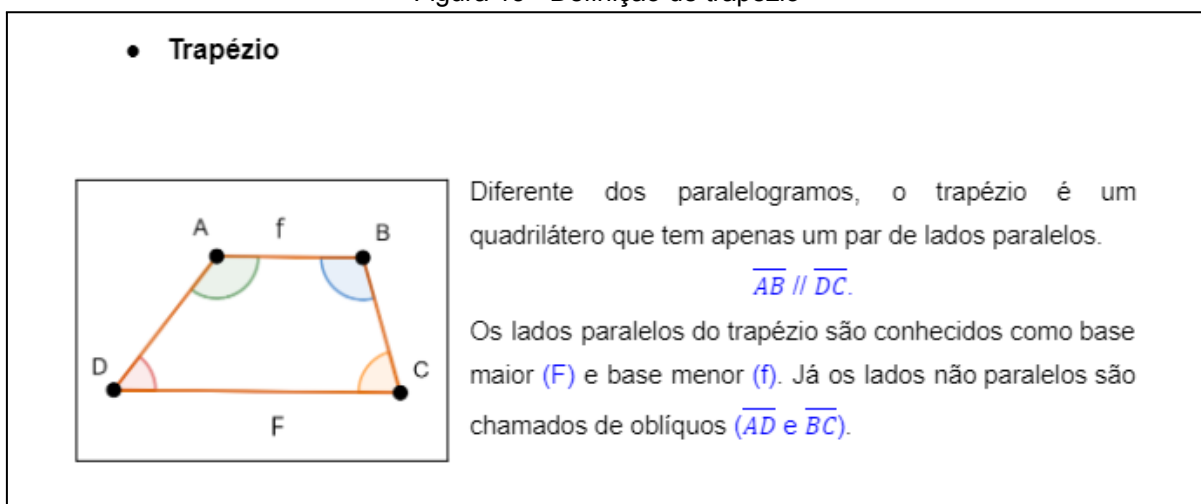 • Trapézio
A f B
D C
F
Diferente dos paralelogramos, o trapézio é um
quadrilátero que tem apenas um par de lados paralelos.
AB // DC.
Os lados paralelos do trapézio são conhecidos como base
maior (F) e base menor (f). Já os lados não paralelos são
chamados de oblíquos (AD e BC).